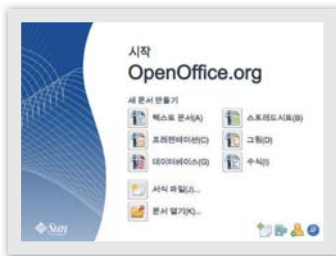 시작
OpenOffice.org
새 문서 만들기
텍스트 문서(A) 스프레드시트(B)
프레젠테이션(C) 그림(D)
데이터베이스(G) 수식(I)
서식 파일(J)...
문서 열기(K)...
Sun